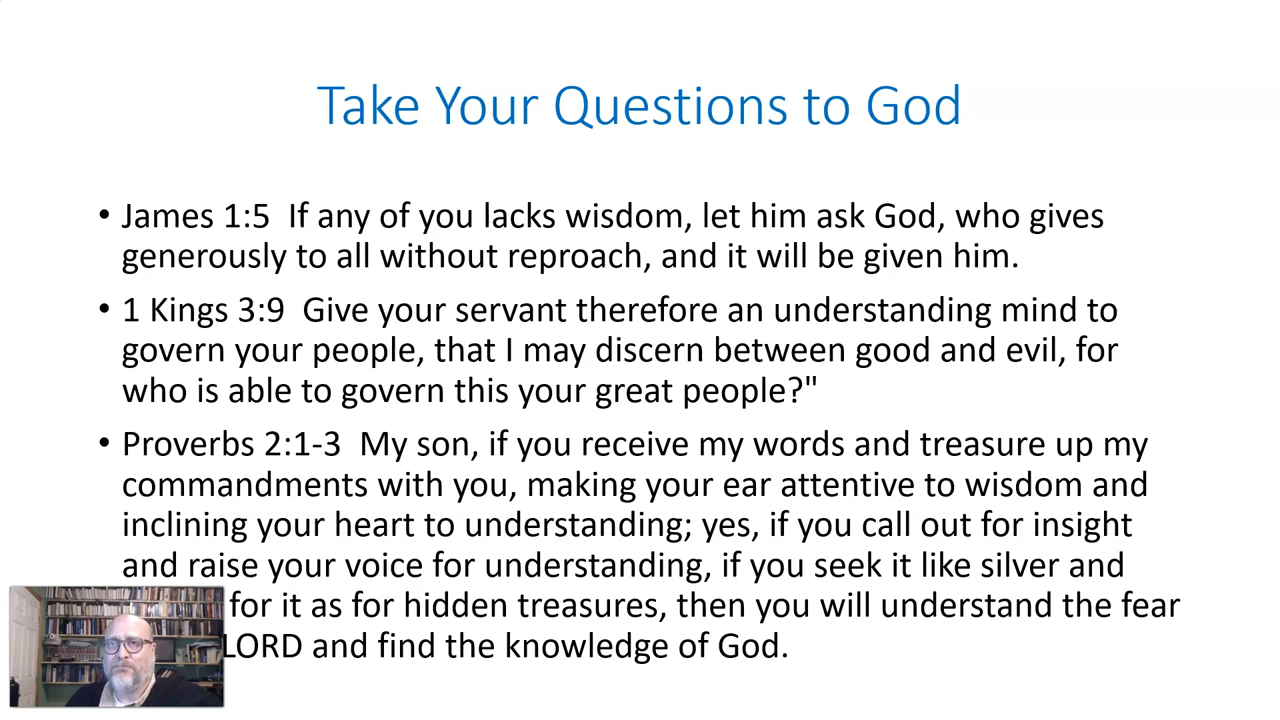 Take Your Questions to God
• James 1:5  If any of you lacks wisdom, let him ask God, who gives
generously to all without reproach, and it will be given him.
• 1 Kings 3:9  Give your servant therefore an understanding mind to
govern your people, that I may discern between good and evil, for
who is able to govern this your great people?"
• Proverbs 2:1-3  My son, if you receive my words and treasure up my
commandments with you, making your ear attentive to wisdom and
inclining your heart to understanding; yes, if you call out for insight
and raise your voice for understanding, if you seek it like silver and
for it as for hidden treasures, then you will understand the fear
LORD and find the knowledge of God.